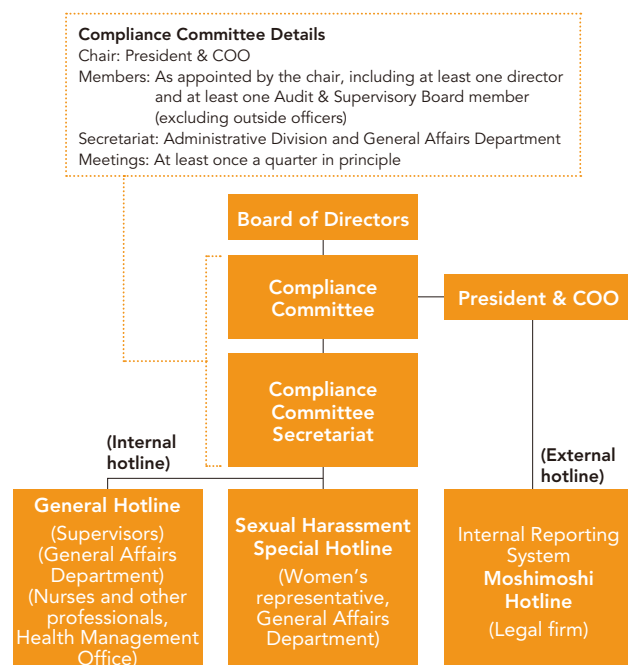 Compliance Committee Details
Chair: President & COO
Members: As appointed by the chair, including at least one director
and at least one Audit & Supervisory Board member
(excluding outside officers)
Secretariat: Administrative Division and General Affairs Department
Meetings: At least once a quarter in principle
Board of Directors
Compliance
Committee
President & COO
Compliance
Committee
Secretariat
(Internal
hotline)
(External
hotline)
General Hotline
(Supervisors)
(General Affairs
Department)
(Nurses and other
professionals,
Health Management
Office)
Sexual Harassment
Special Hotline
(Women's
representative,
General Affairs
Department)
Internal Reporting
System
Moshimoshi
Hotline
(Legal firm)